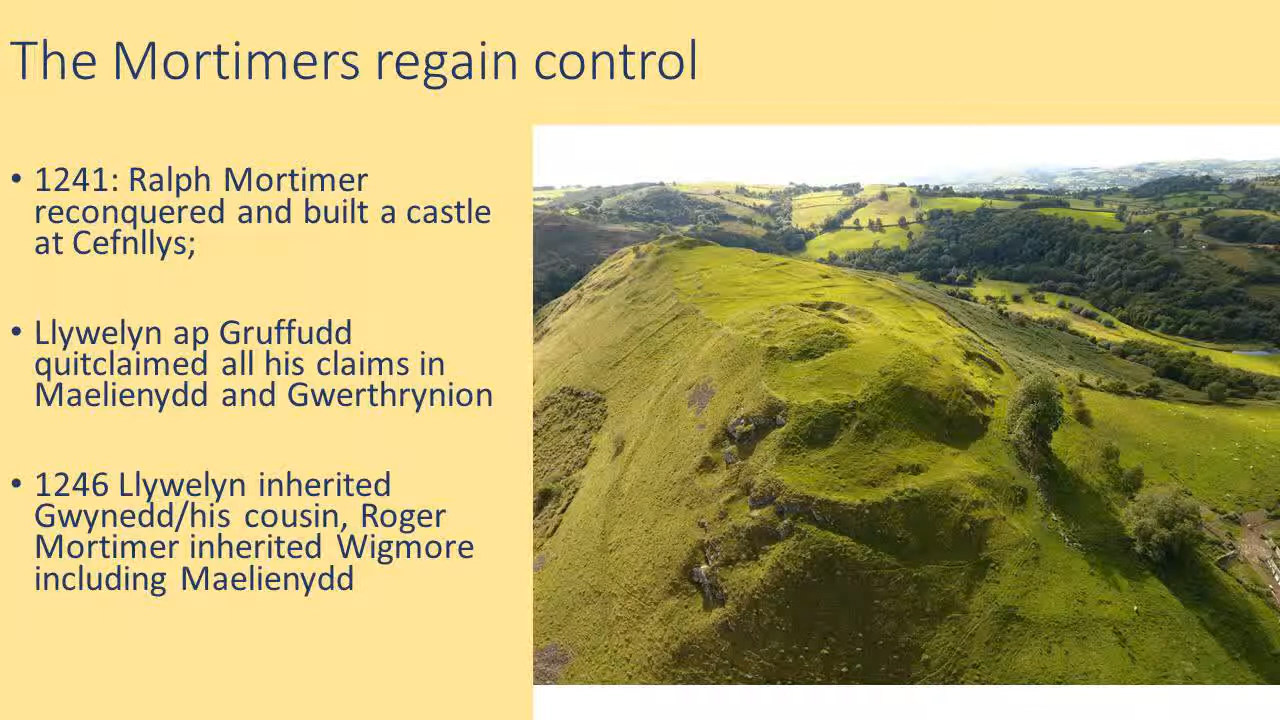 The Mortimers regain control
• 1241: Ralph Mortimer
reconquered and built a castle
at Cefnllys;
• Llywelyn ap Gruffudd
quitclaimed all his claims in
Maelienydd and Gwerthrynion
• 1246 Llywelyn inherited
Gwynedd/his cousin, Roger
Mortimer inherited Wigmore
including Maelienydd